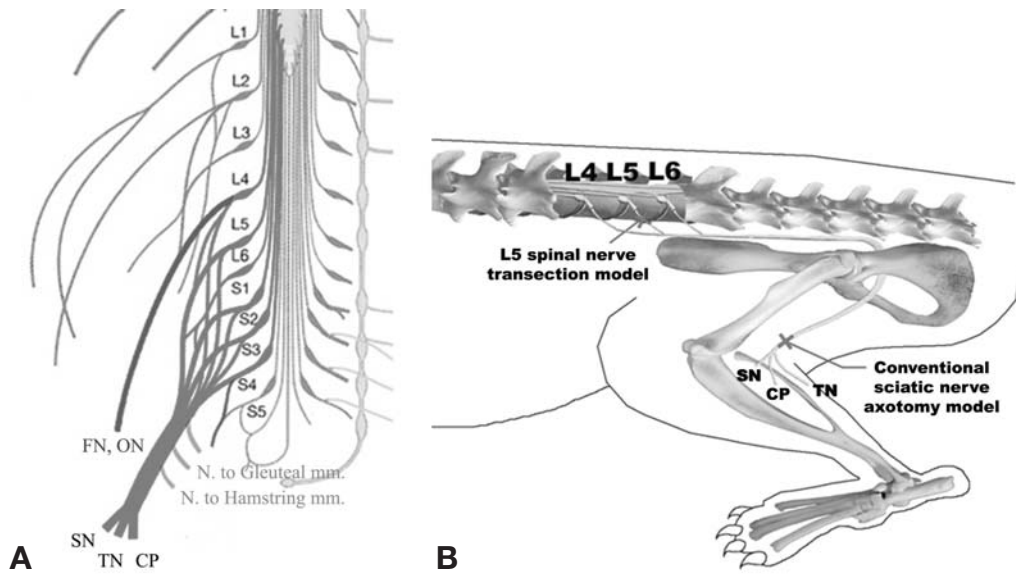 L1
L2
L3
L4
L5
L6
S1
S2
S3
S4
S5
FN, ON
N. to Gleuteal mm.
N. to Hamstring mm.
SN
TN CP
A
L4 L5 L6
L5 spinal nerve
transection model
SN
CP
TN
Conventional
sciatic nerve
axotomy model
B